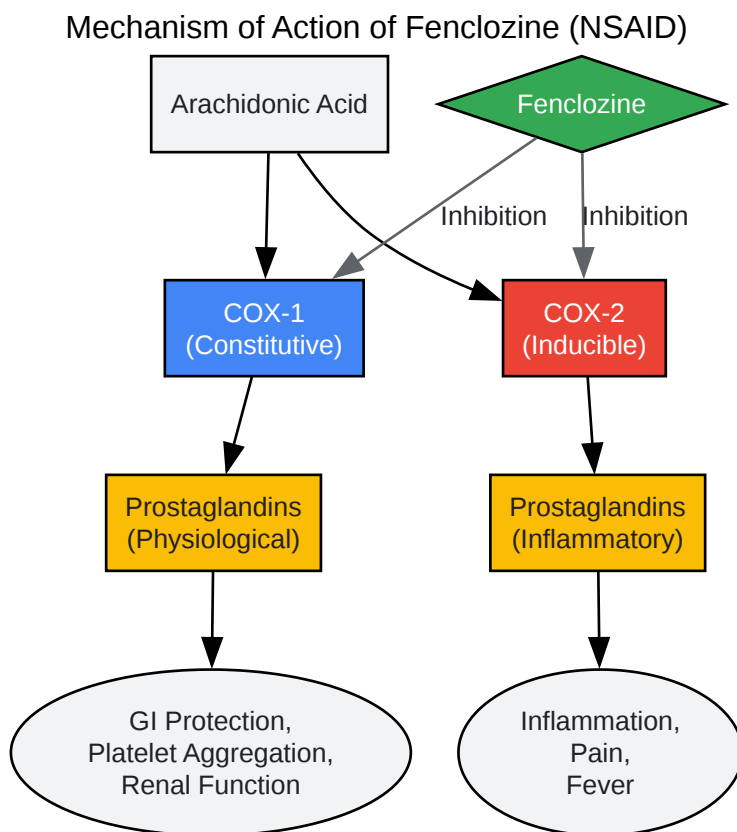 Mechanism of Action of Fenclozine (NSAID)
Arachidonic Acid
Fenclozine
Inhibition
Inhibition
COX-1
(Constitutive)
COX-2
(Inducible)
Prostaglandins
(Physiological)
Prostaglandins
(Inflammatory)
GI Protection,
Platelet Aggregation,
Renal Function
Inflammation,
Pain,
Fever